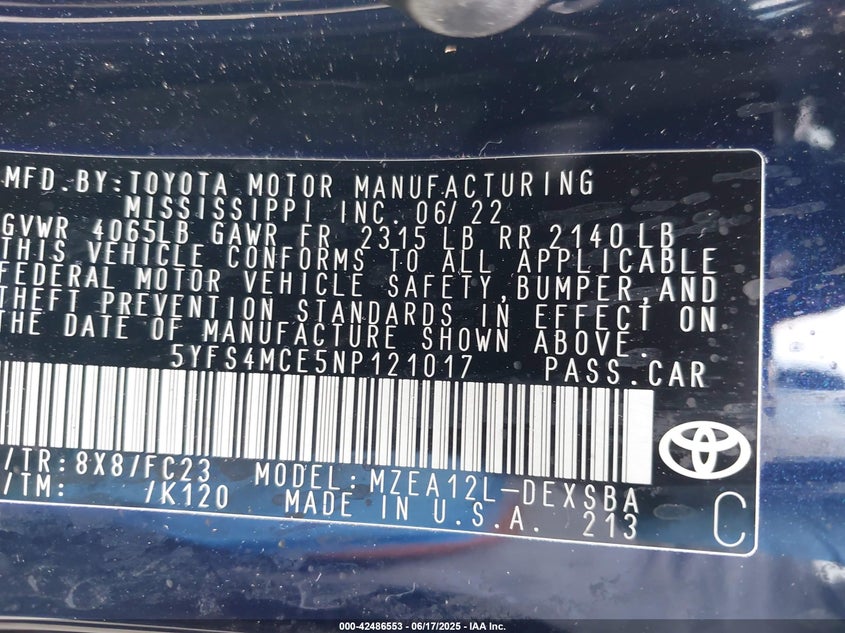 MFD.BY:TOYOTA MOTOR MANUFACTURING
MISSISSIPPI INC. 06/22
GVWR 4065LB GAWR FR 2315 LB RR 2140 LB
THIS VEHICLE CONFORMS TO ALL APPLICABLE
FEDERAL MOTOR VEHICLE SAFETY,BUMPER,AND
THEFT PREVENTION STANDARDS IN EFFECT ON
THE DATE OF MANUFACTURE SHOWN ABOVE.
5YFS4MCE5NP121017 PASS.CAR
/TR:8X8/FC23 MODEL:MZEA12L-DEXSBA
/TM: /K120 MADE IN U.S.A. 213 C
000-42486553 - 06/17/2025 - IAA Inc.